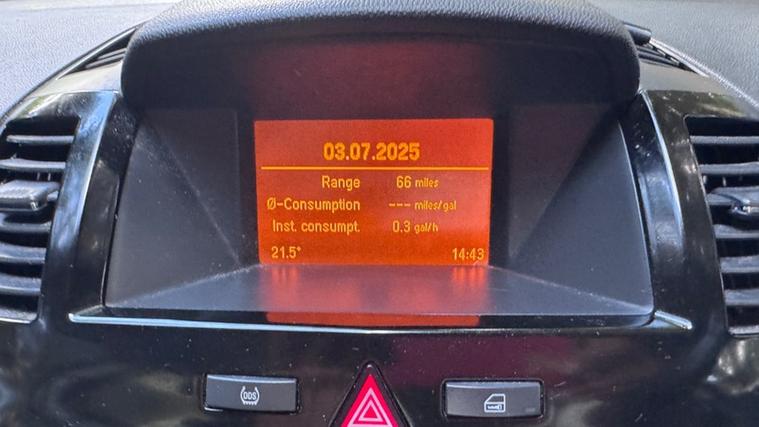 03.07.2025
Range 66 miles
Ø-Consumption --- miles/gal
Inst. consumpt. 0.3 gal/h
21.5° 14:43
DDS